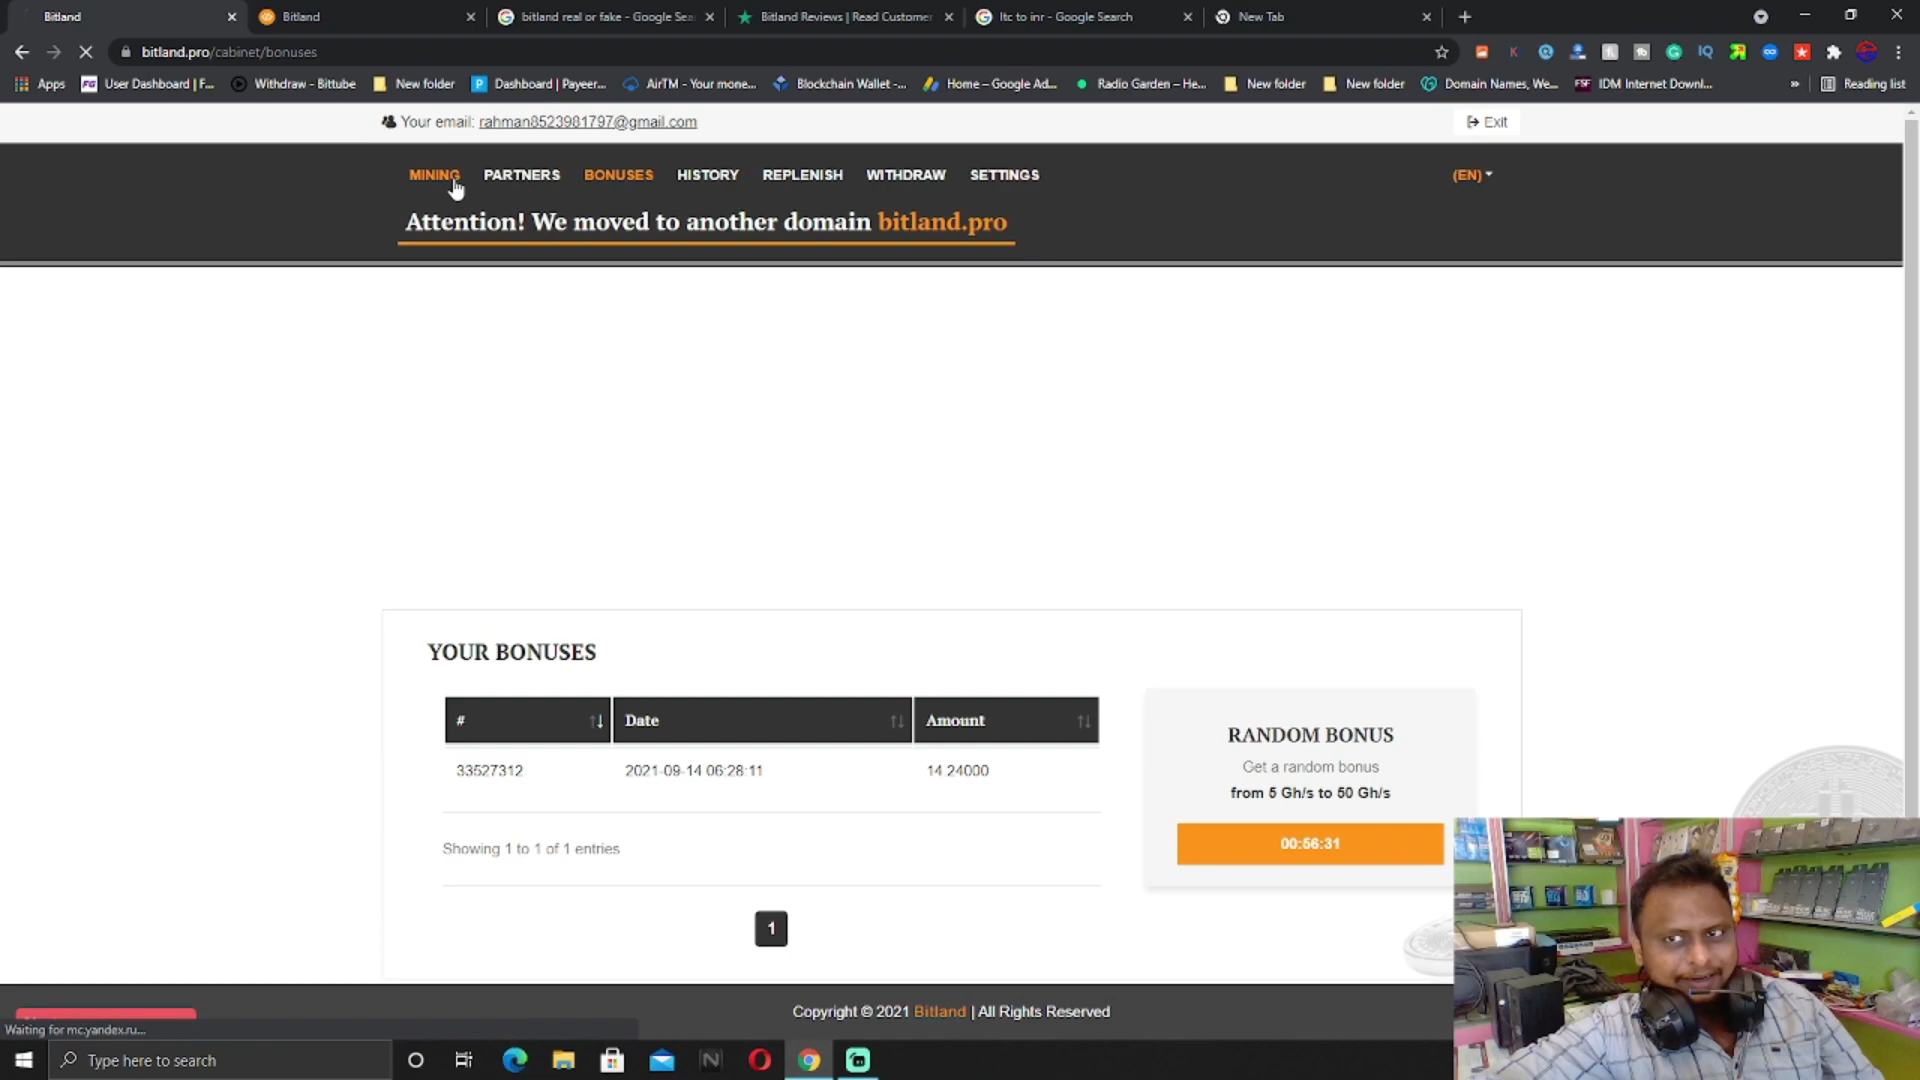 Bitland
Bitland
bitland real or fake - Google Sea
Bitland Reviews | Read Customer
ltc to inr - Google Search
New Tab
bitland.pro/cabinet/bonuses
Apps
User Dashboard | F...
Withdraw - Bittube
New folder
Dashboard | Payeer...
AirTM - Your mone...
Blockchain Wallet -...
Home – Google Ad...
Radio Garden – He...
New folder
New folder
Domain Names, We...
IDM Internet Downl...
»
Reading list
Your email: rahman8523981797@gmail.com
Exit
MINING PARTNERS BONUSES HISTORY REPLENISH WITHDRAW SETTINGS (EN)
Attention! We moved to another domain bitland.pro
YOUR BONUSES
# Date Amount
33527312 2021-09-14 06:28:11 14.24000
Showing 1 to 1 of 1 entries
1
RANDOM BONUS
Get a random bonus
from 5 Gh/s to 50 Gh/s
00:56:31
Copyright © 2021 Bitland | All Rights Reserved
Waiting for mc.yandex.ru...
Type here to search